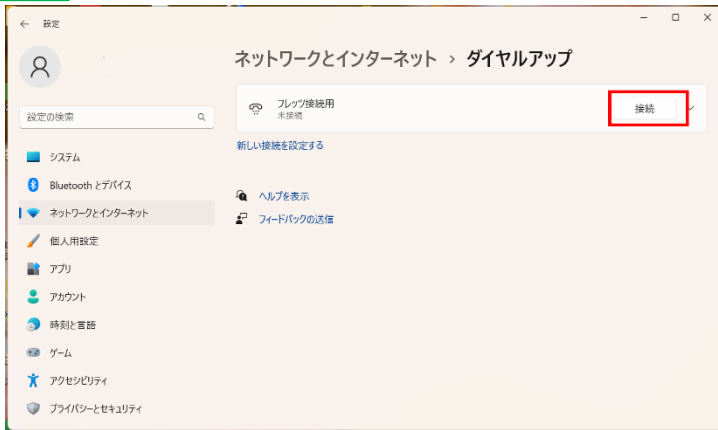 設定
ネットワークとインターネット › ダイヤルアップ
設定の検索
システム
Bluetooth とデバイス
ネットワークとインターネット
個人用設定
アプリ
アカウント
時刻と言語
ゲーム
アクセシビリティ
プライバシーとセキュリティ
フレッツ接続用
未接続
接続
新しい接続を設定する
ヘルプを表示
フィードバックの送信